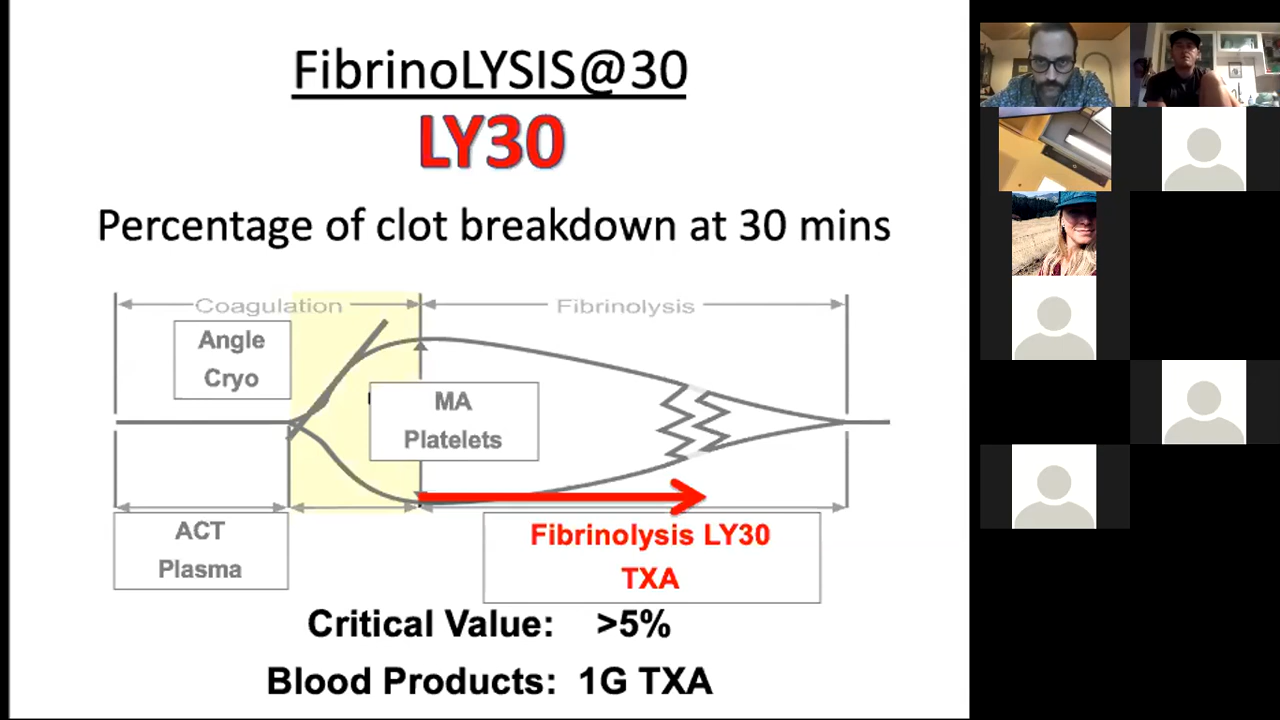 FibrinoLYSIS@30
LY30
Percentage of clot breakdown at 30 mins
Coagulation
Fibrinolysis
Angle
Cryo
MA
Platelets
ACT
Plasma
Fibrinolysis LY30
TXA
Critical Value: >5%
Blood Products: 1G TXA